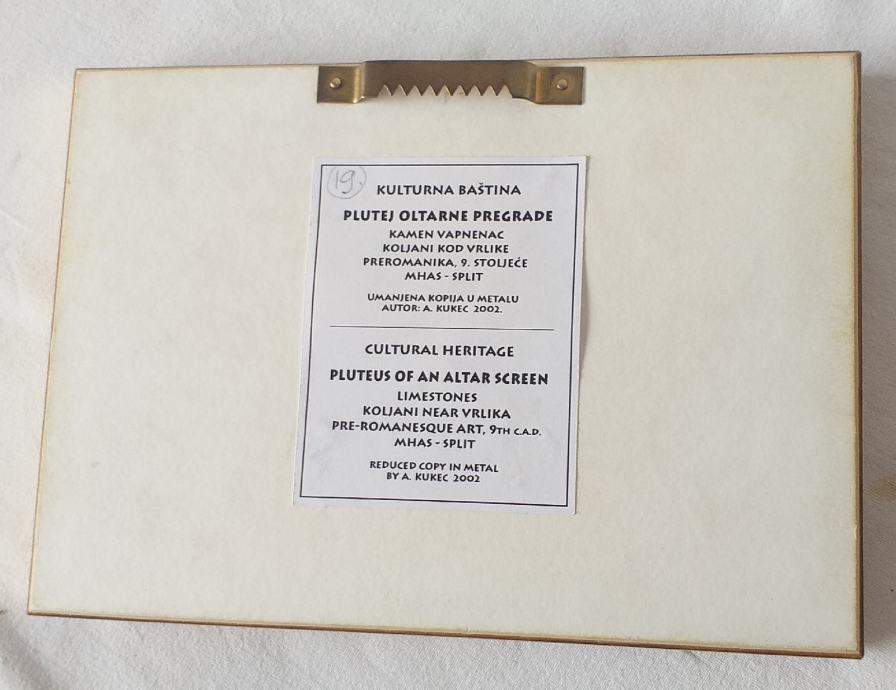 19.
KULTURNA BAŠTINA
PLUTEJ OLTARNE PREGRADE
KAMEN VAPNENAC
KOLJANI KOD VRLIKE
PREROMANIKA, 9. STOLJEĆE
MHAS - SPLIT
UMANJENA KOPIJA U METALU
AUTOR: A. KUKEC 2002.
CULTURAL HERITAGE
PLUTEUS OF AN ALTAR SCREEN
LIMESTONES
KOLJANI NEAR VRLIKA
PRE-ROMANESQUE ART, 9TH C.A.D.
MHAS - SPLIT
REDUCED COPY IN METAL
BY A. KUKEC 2002